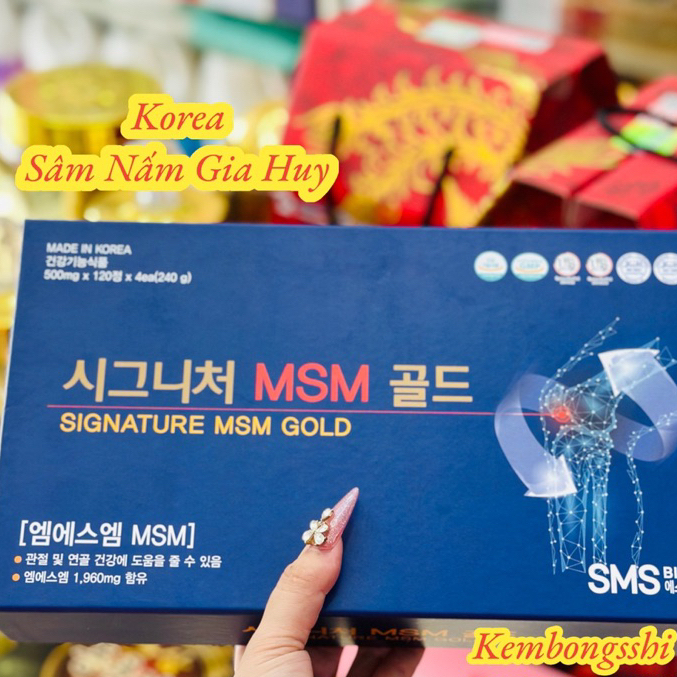 Korea
Sâm Nấm Gia Huy
MADE IN KOREA
건강기능식품
500mg x 120정 x 4ea(240 g)
시그니처 MSM 골드
SIGNATURE MSM GOLD
[엠에스엠 MSM]
관절 및 연골 건강에 도움을 줄 수 있음
엠에스엠 1,960mg 함유
SMS
Kembongsshi